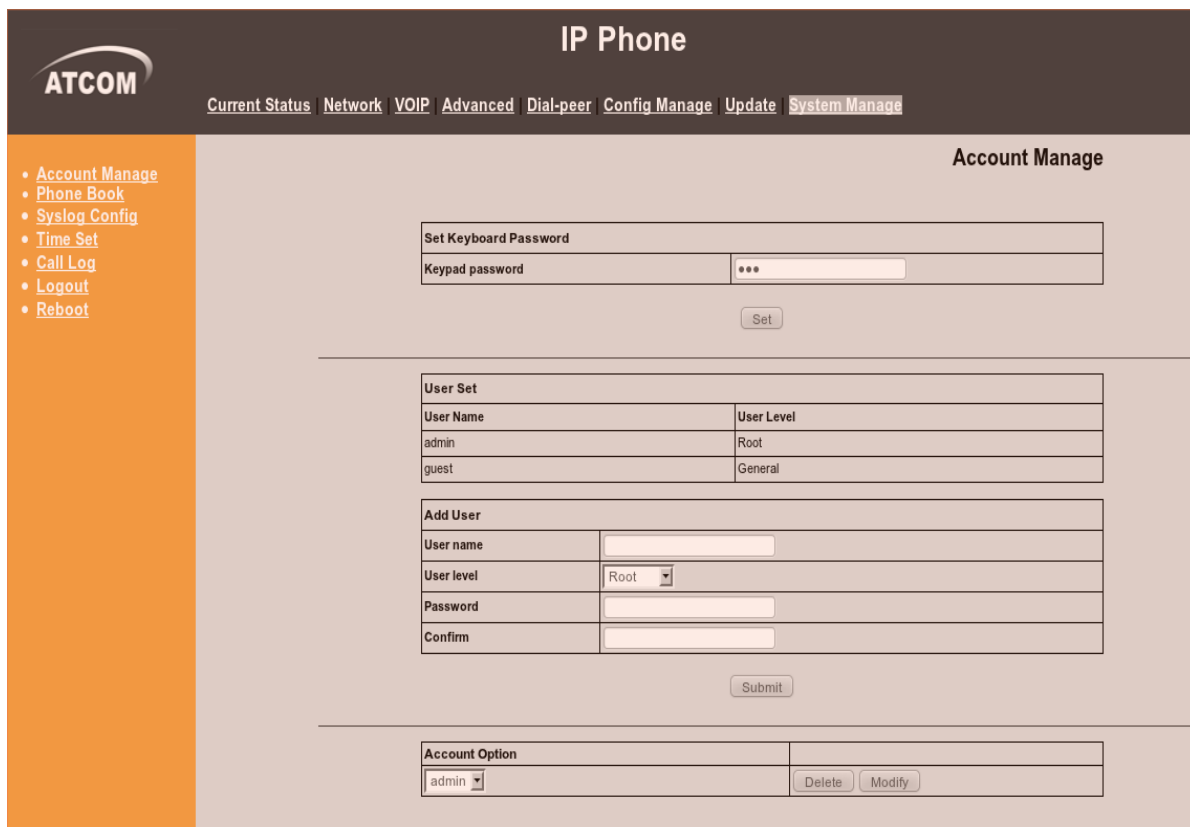 IP Phone
ATCOM
Current Status | Network | VOIP | Advanced | Dial-peer | Config Manage | Update | System Manage
Account Manage
Account Manage
Phone Book
Syslog Config
Time Set
Call Log
Logout
Reboot
Set Keyboard Password
Keypad password •••
Set
User Set
User Name User Level
admin Root
guest General
Add User
User name
User level Root
Password
Confirm
Submit
Account Option
admin Delete Modify